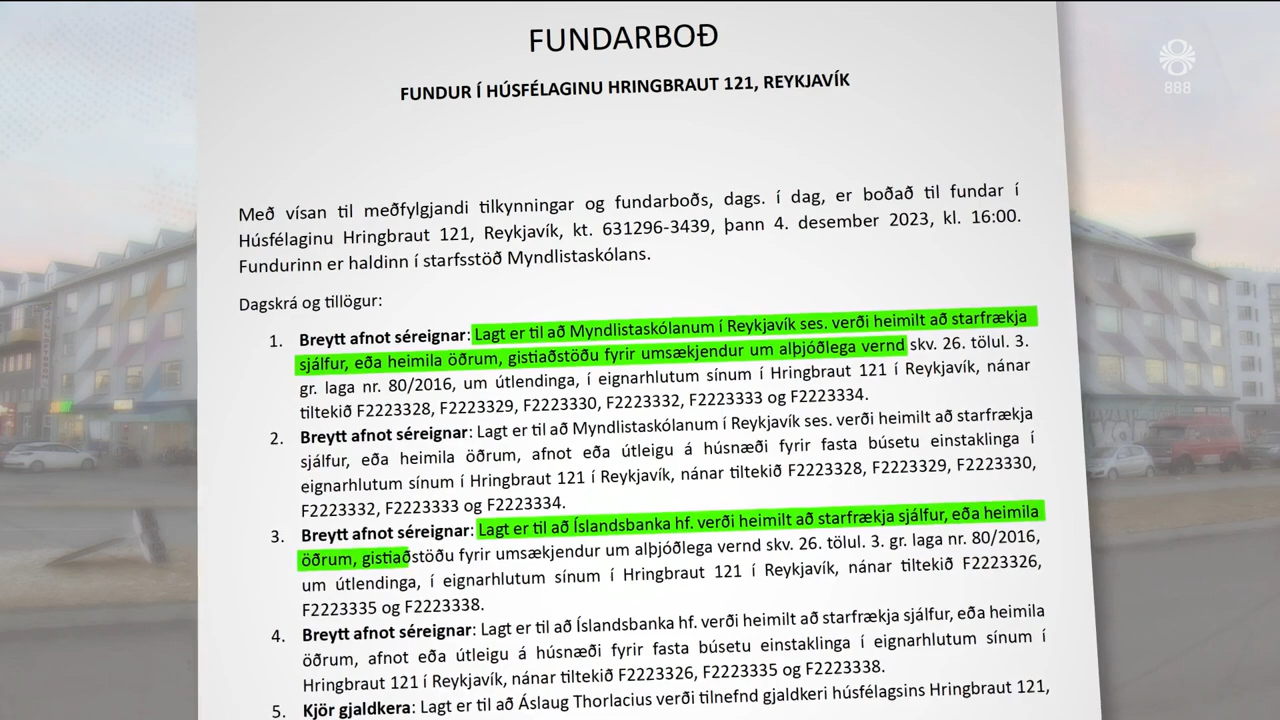 FUNDARBOÐ
888
FUNDUR Í HÚSFÉLAGINU HRINGBRAUT 121, REYKJAVÍK
Með vísan til meðfylgjandi tilkynningar og fundarboðs, dags. í dag, er boðað til fundar í
Húsfélaginu Hringbraut 121, Reykjavík, kt. 631296-3439, þann 4. desember 2023, kl. 16:00.
Fundurinn er haldinn í starfsstöð Myndlistaskólans.
Dagskrá og tillögur:
1. Breytt afnot séreignar: Lagt er til að Myndlistaskólanum í Reykjavík ses. verði heimilt að starfrækja
sjálfur, eða heimila öðrum, gistiaðstöðu fyrir umsækjendur um alþjóðlega vernd skv. 26. tölul. 3.
gr. laga nr. 80/2016, um útlendinga, í eignarhlutum sínum í Hringbraut 121 í Reykjavík, nánar
tiltekið F2223328, F2223329, F2223330, F2223332, F2223333 og F2223334.
2. Breytt afnot séreignar: Lagt er til að Myndlistaskólanum í Reykjavík ses. verði heimilt að starfrækja
sjálfur, eða heimila öðrum, afnot eða útleigu á húsnæði fyrir fasta búsetu einstaklinga í
eignarhlutum sínum í Hringbraut 121 í Reykjavík, nánar tiltekið F2223328, F2223329, F2223330,
F2223332, F2223333 og F2223334.
3. Breytt afnot séreignar: Lagt er til að Íslandsbanka hf. verði heimilt að starfrækja sjálfur, eða heimila
öðrum, gistiaðstöðu fyrir umsækjendur um alþjóðlega vernd skv. 26. tölul. 3. gr. laga nr. 80/2016,
um útlendinga, í eignarhlutum sínum í Hringbraut 121 í Reykjavík, nánar tiltekið F2223326,
F2223335 og F2223338.
4. Breytt afnot séreignar: Lagt er til að Íslandsbanka hf. verði heimilt að starfrækja sjálfur, eða heimila
öðrum, afnot eða útleigu á húsnæði fyrir fasta búsetu einstaklinga í eignarhlutum sínum í
Hringbraut 121 í Reykjavík, nánar tiltekið F2223326, F2223335 og F2223338.
5. Kjör gjaldkera: Lagt er til að Áslaug Thorlacius verði tilnefnd gjaldkeri húsfélagsins Hringbraut 121,